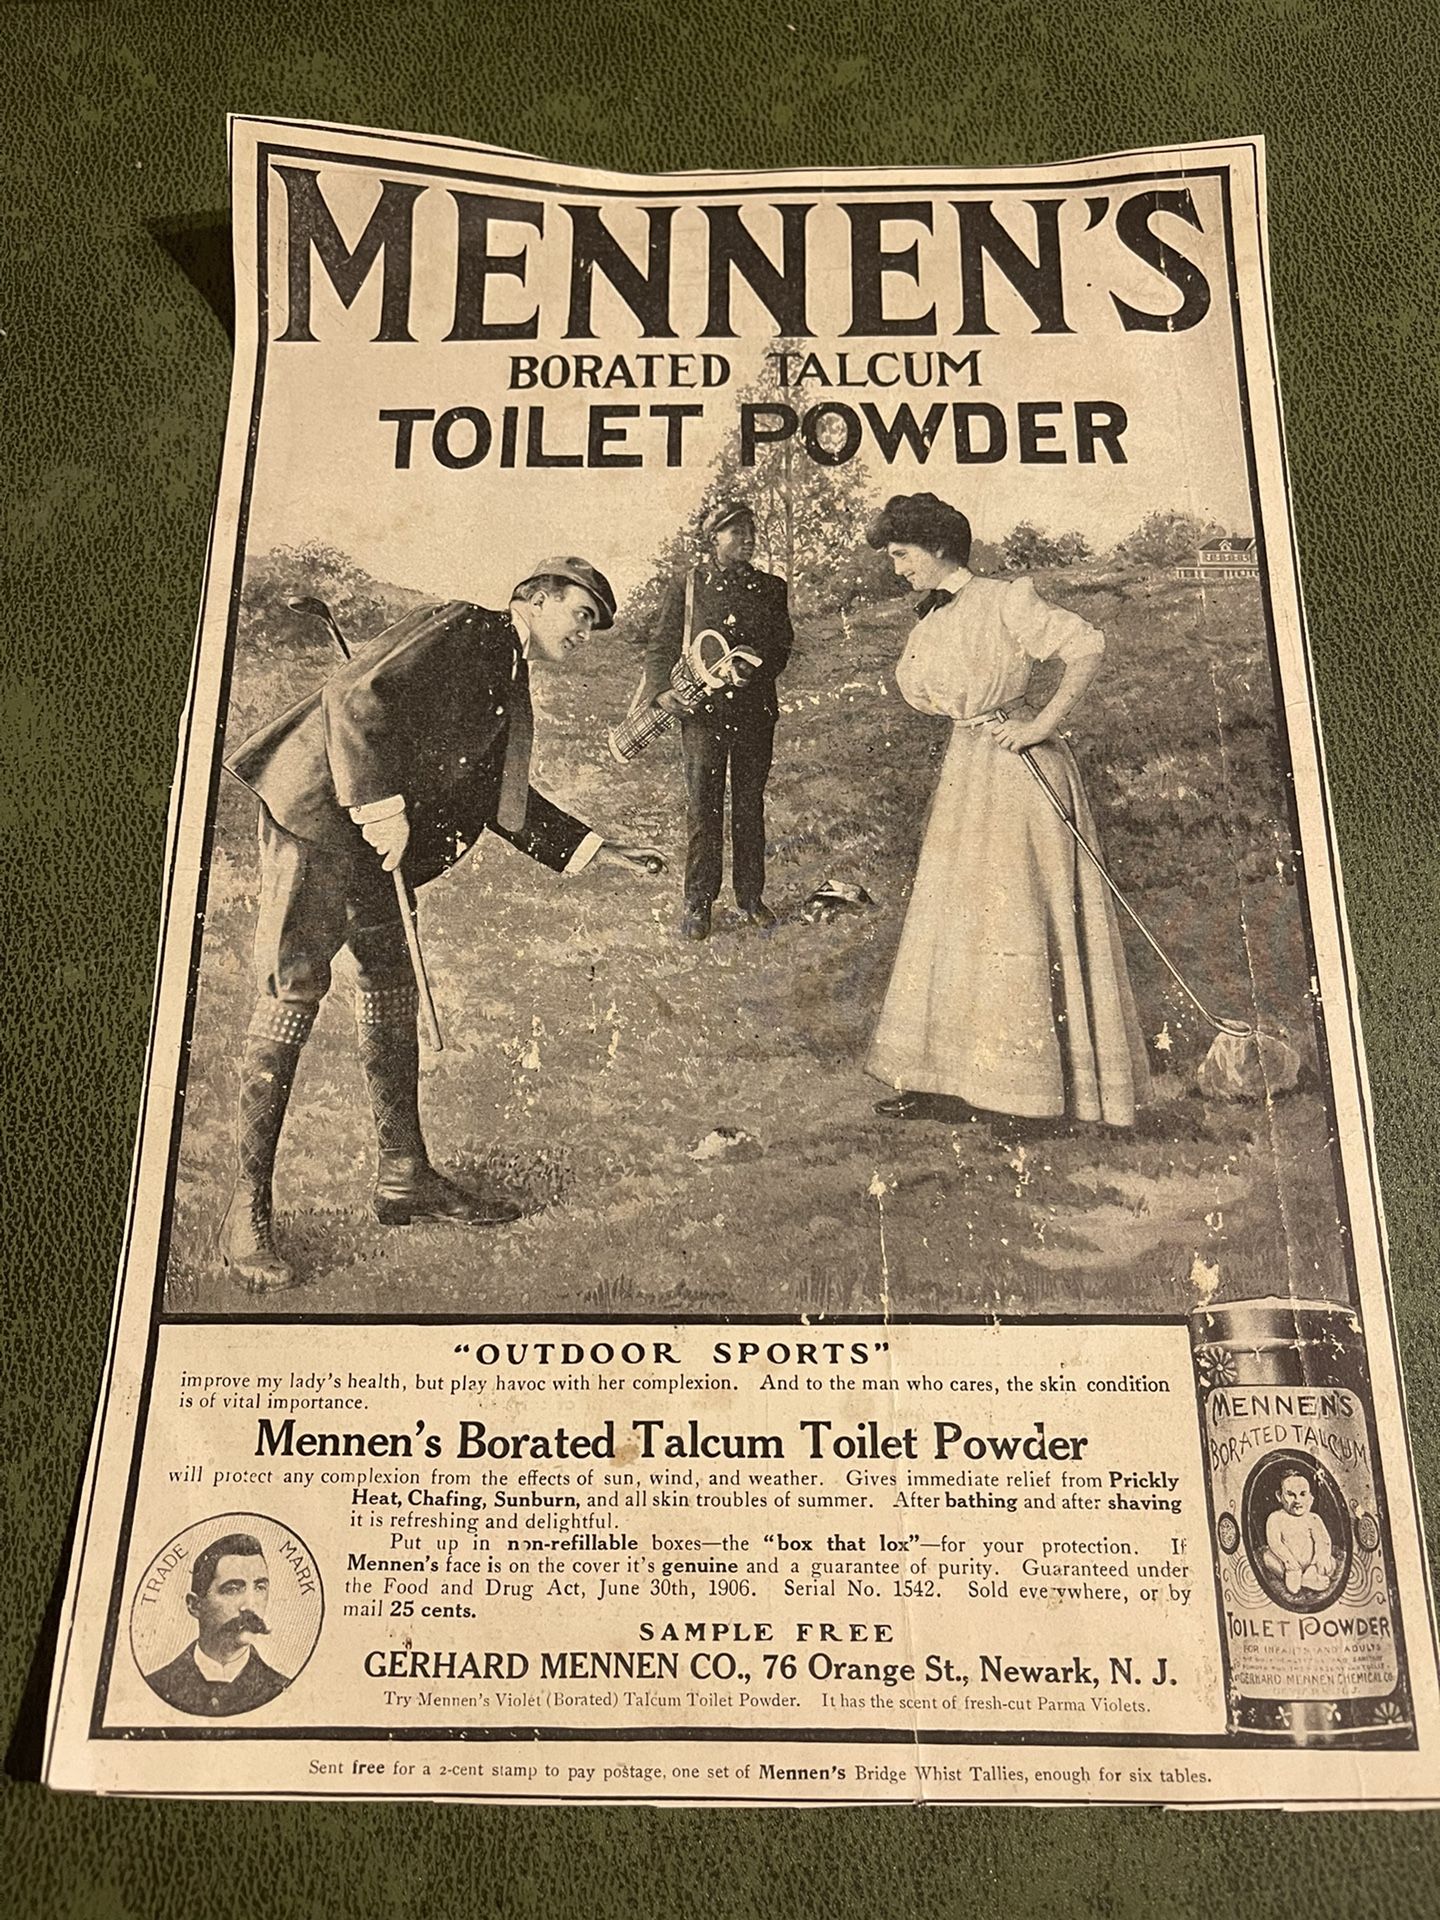 MENNEN'S
BORATED TALCUM
TOILET POWDER
"OUTDOOR SPORTS"
improve my lady's health, but play havoc with her complexion. And to the man who cares, the skin condition
is of vital importance.
Mennen's Borated Talcum Toilet Powder
will protect any complexion from the effects of sun, wind, and weather. Gives immediate relief from Prickly
Heat, Chafing, Sunburn, and all skin troubles of summer. After bathing and after shaving
it is refreshing and delightful.
Put up in non-refillable boxes—the "box that lox"—for your protection. If
Mennen's face is on the cover it's genuine and a guarantee of purity. Guaranteed under
the Food and Drug Act, June 30th, 1906. Serial No. 1542. Sold everywhere, or by
mail 25 cents.
SAMPLE FREE
GERHARD MENNEN CO., 76 Orange St., Newark, N. J.
Try Mennen's Violet (Borated) Talcum Toilet Powder. It has the scent of fresh-cut Parma Violets.
TRADE MARK
MENNEN'S
BORATED TALCUM
TOILET POWDER
FOR INFANTS AND ADULTS
GERHARD MENNEN CHEMICAL CO.
Sent free for a 2-cent stamp to pay postage, one set of Mennen's Bridge Whist Tallies, enough for six tables.